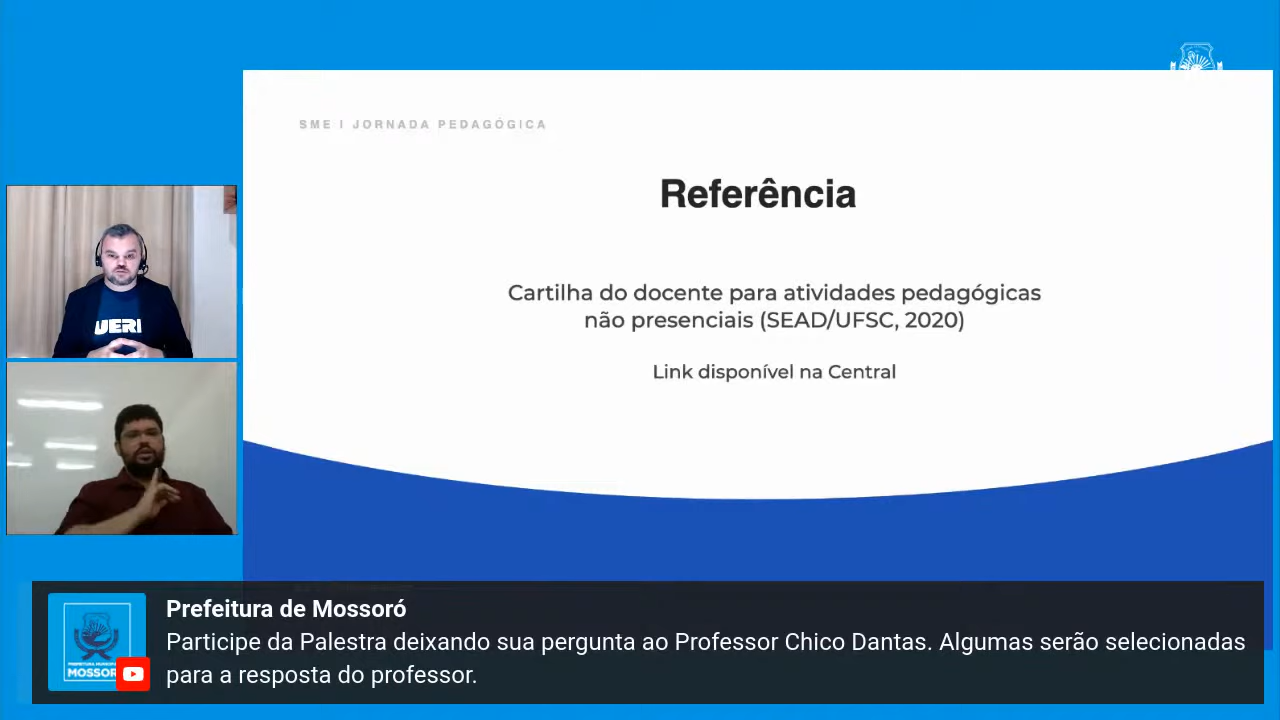 SME I JORNADA PEDAGÓGICA
Referência
Cartilha do docente para atividades pedagógicas
não presenciais (SEAD/UFSC, 2020)
Link disponível na Central
UERI
Prefeitura de Mossoró
Participe da Palestra deixando sua pergunta ao Professor Chico Dantas. Algumas serão selecionadas
para a resposta do professor.